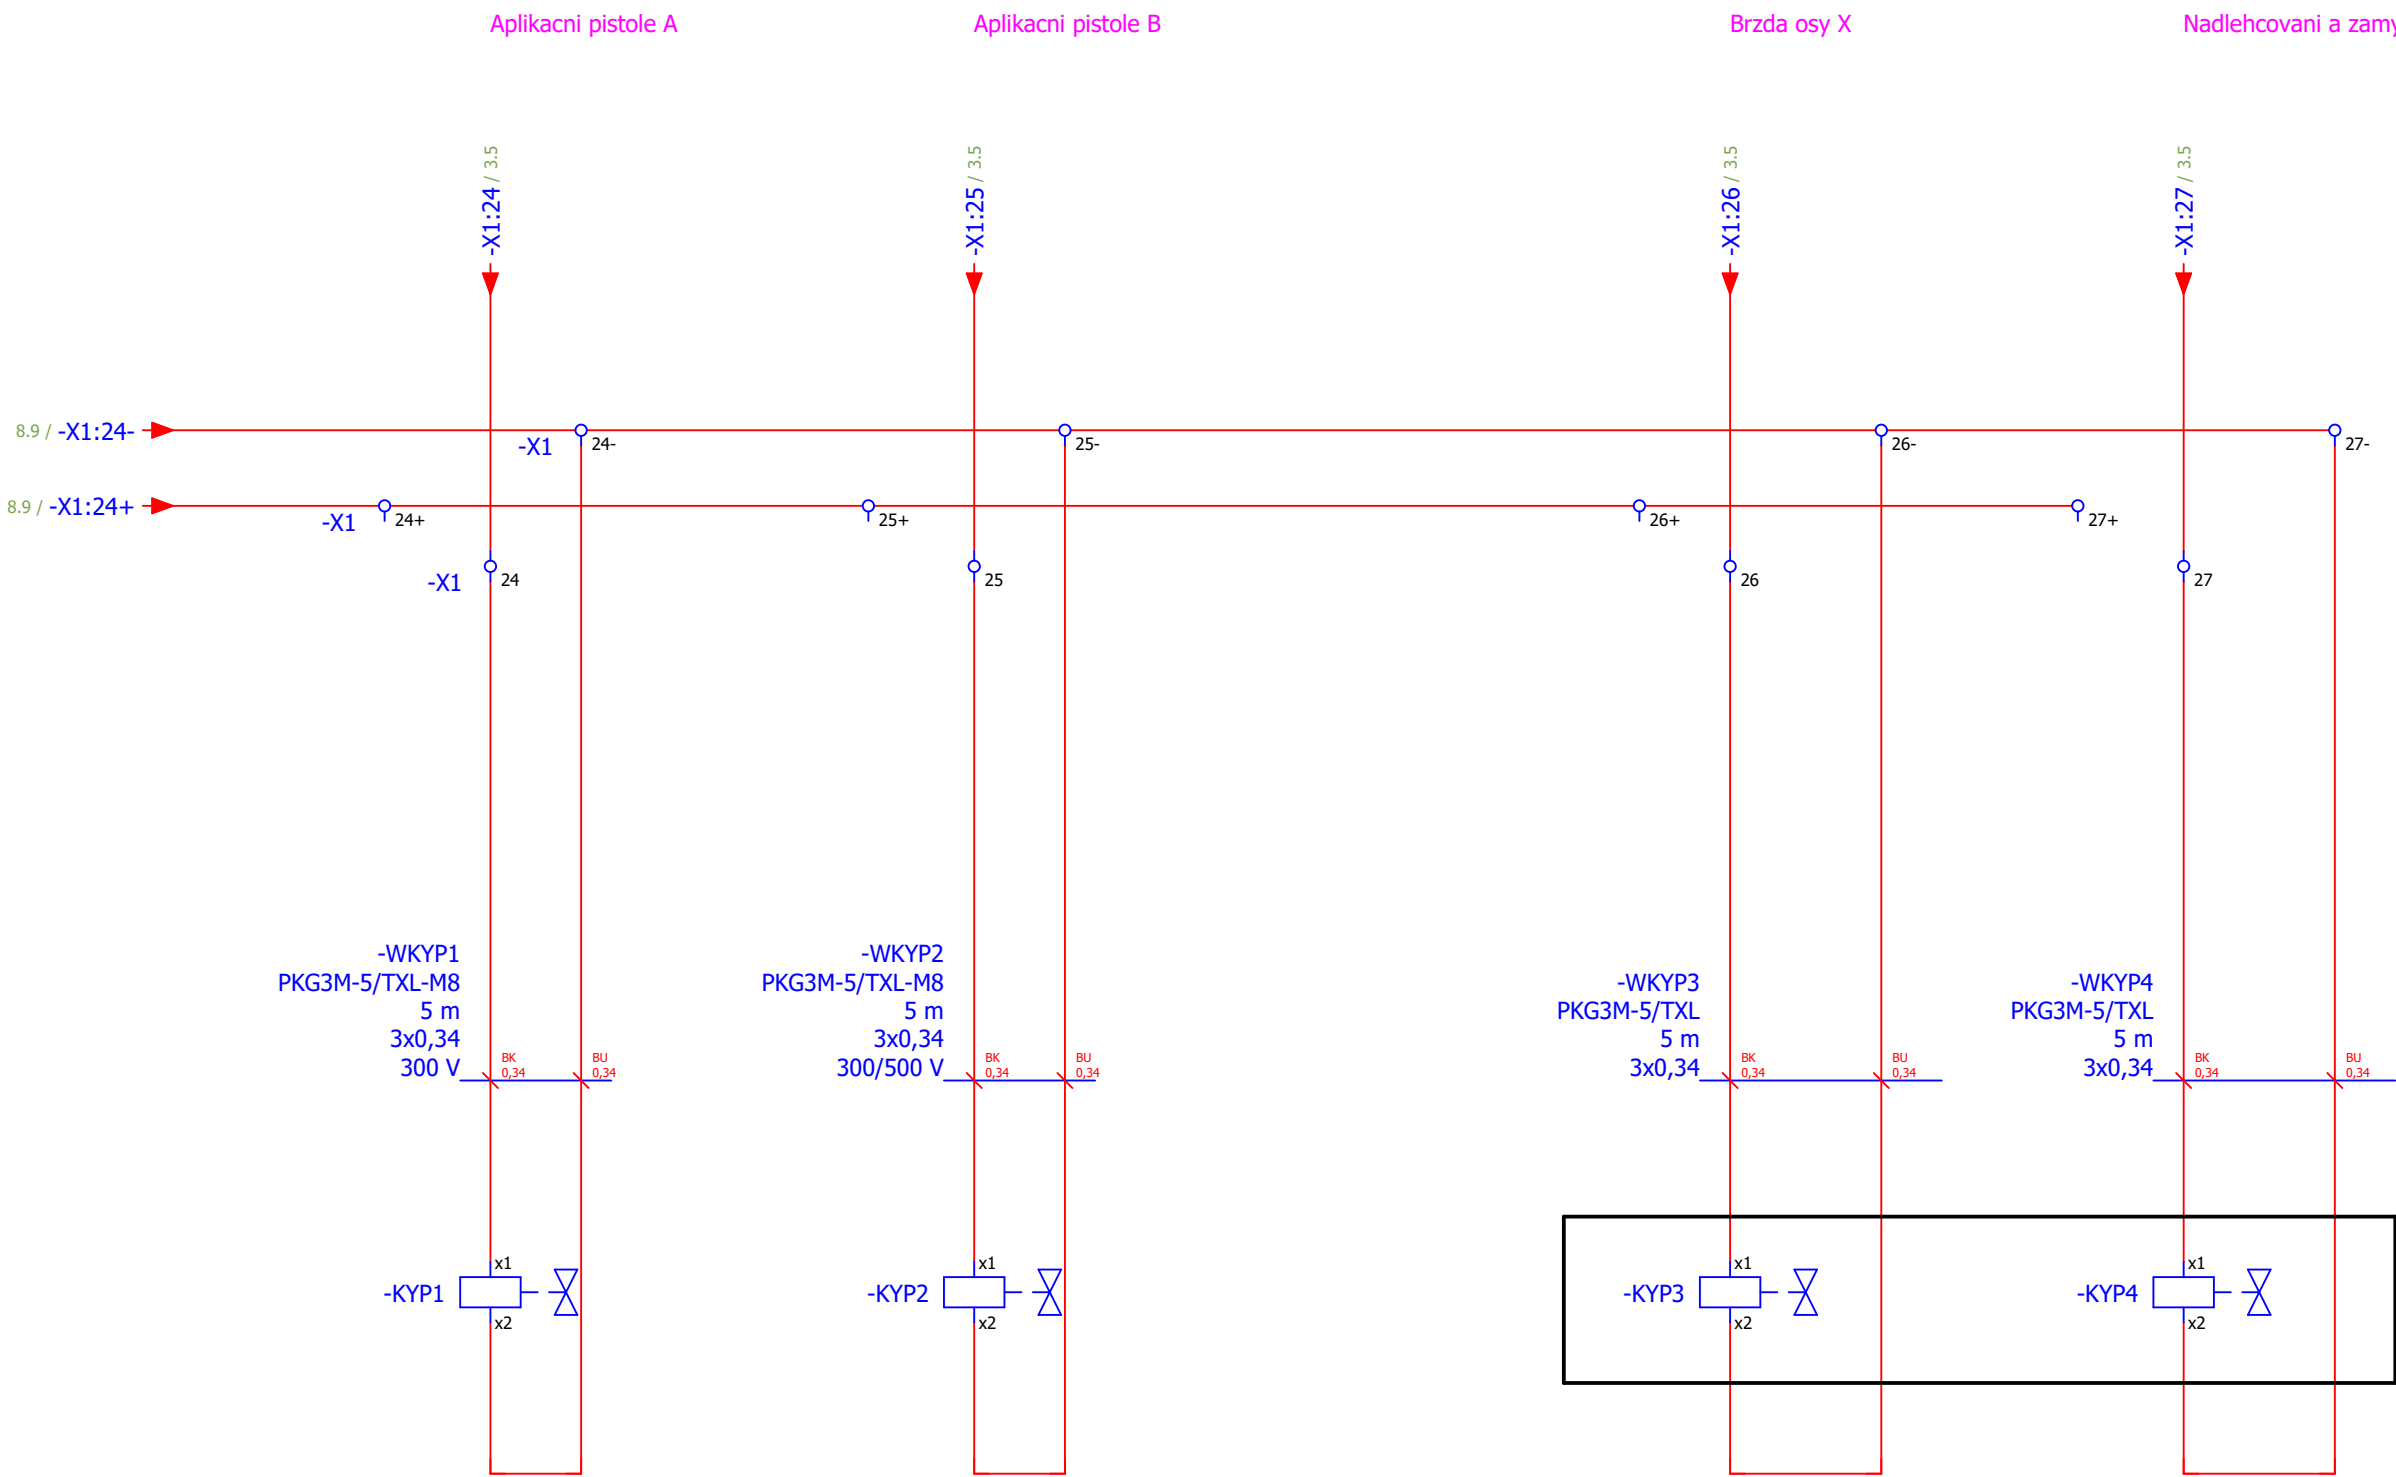 Aplikacni pistole A
Aplikacni pistole B
Brzda osy X
Nadlehcovani a
-X1:24 / 3.5
-X1:25 / 3.5
-X1:26 / 3.5
-X1:27 / 3.5
8.9 / -X1:24-
-X1
24-
25-
26-
27-
8.9 / -X1:24+
-X1
24+
25+
26+
27+
-X1
24
25
26
27
-WKYP1
PKG3M-5/TXL-M8
5 m
3x0,34
300 V
BK
0,34
BU
0,34
-WKYP2
PKG3M-5/TXL-M8
5 m
3x0,34
300/500 V
BK
0,34
BU
0,34
-WKYP3
PKG3M-5/TXL
5 m
3x0,34
BK
0,34
BU
0,34
-WKYP4
PKG3M-5/TXL
5 m
3x0,34
BK
0,34
BU
0,34
-KYP1
x1
x2
-KYP2
x1
x2
-KYP3
x1
x2
-KYP4
x1
x2